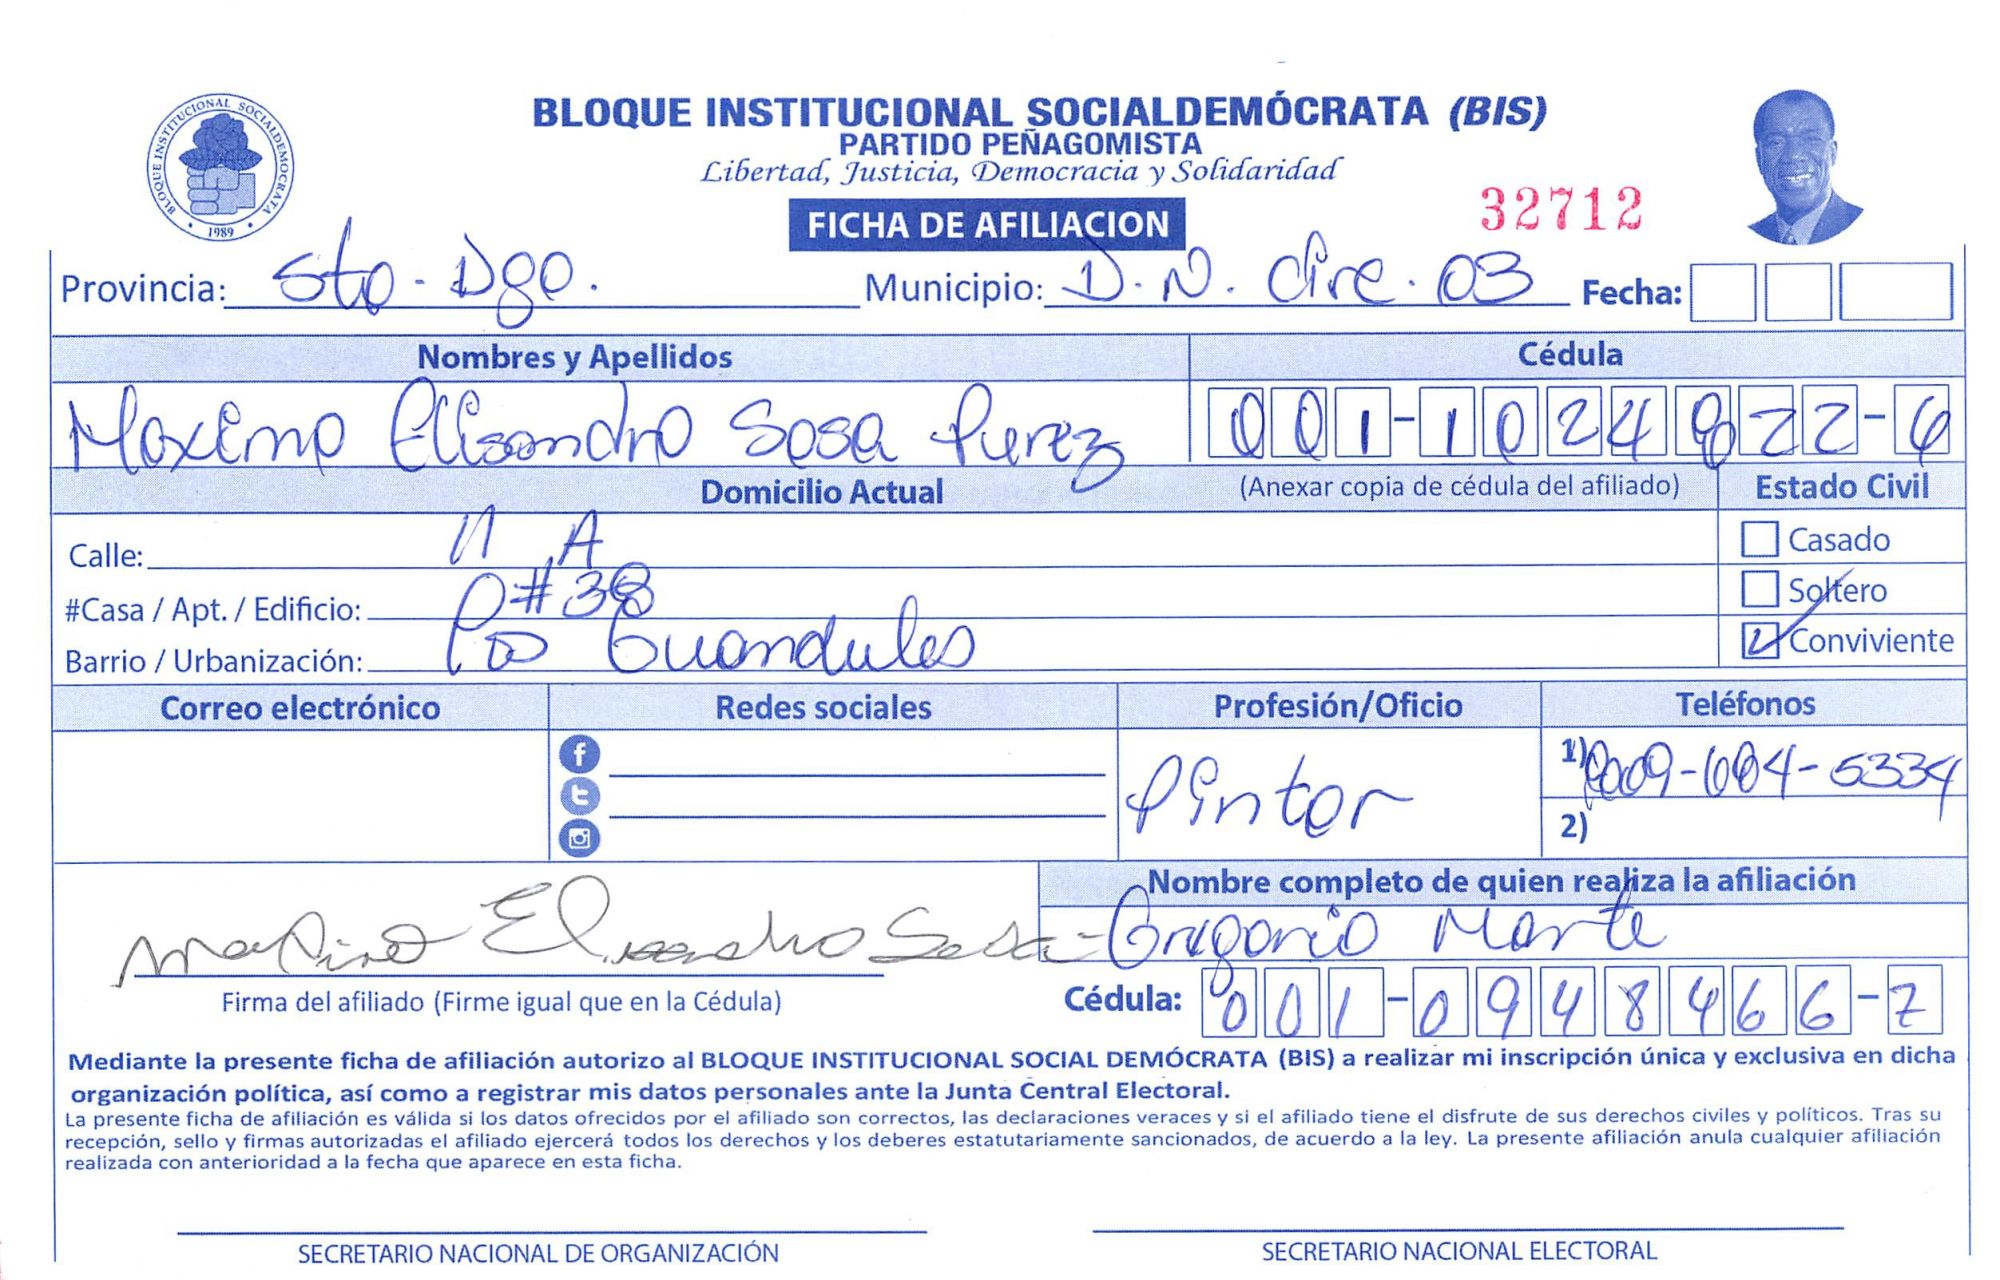 BLOQUE INSTITUCIONAL SOCIALDEMÓCRATA (BIS)
PARTIDO PEÑAGOMISTA
Libertad, Justicia, Democracia y Solidaridad
BLOQUE INSTITUCIONAL SOCIALDEMOCRATA
1989
32712
FICHA DE AFILIACION
Provincia: Sto. Dgo. Municipio: D.N. Circ. 03 Fecha:
Nombres y Apellidos Cédula
Maximo Elisandro Sosa Perez 001-1024822-6
Domicilio Actual (Anexar copia de cédula del afiliado) Estado Civil
Calle: A Casado
#Casa / Apt. / Edificio: #38 Soltero
Barrio / Urbanización: Los Guandules Conviviente
Correo electrónico Redes sociales Profesión/Oficio Teléfonos
Pintor 1) 809-684-5334
2)
Nombre completo de quien realiza la afiliación
Maximo Elisandro Sosa Gregorio Marte
Firma del afiliado (Firme igual que en la Cédula) Cédula: 001-0948466-7
Mediante la presente ficha de afiliación autorizo al BLOQUE INSTITUCIONAL SOCIAL DEMÓCRATA (BIS) a realizar mi inscripción única y exclusiva en dicha
organización política, así como a registrar mis datos personales ante la Junta Central Electoral.
La presente ficha de afiliación es válida si los datos ofrecidos por el afiliado son correctos, las declaraciones veraces y si el afiliado tiene el disfrute de sus derechos civiles y políticos. Tras su
recepción, sello y firmas autorizadas el afiliado ejercerá todos los derechos y los deberes estatutariamente sancionados, de acuerdo a la ley. La presente afiliación anula cualquier afiliación
realizada con anterioridad a la fecha que aparece en esta ficha.
SECRETARIO NACIONAL DE ORGANIZACIÓN SECRETARIO NACIONAL ELECTORAL